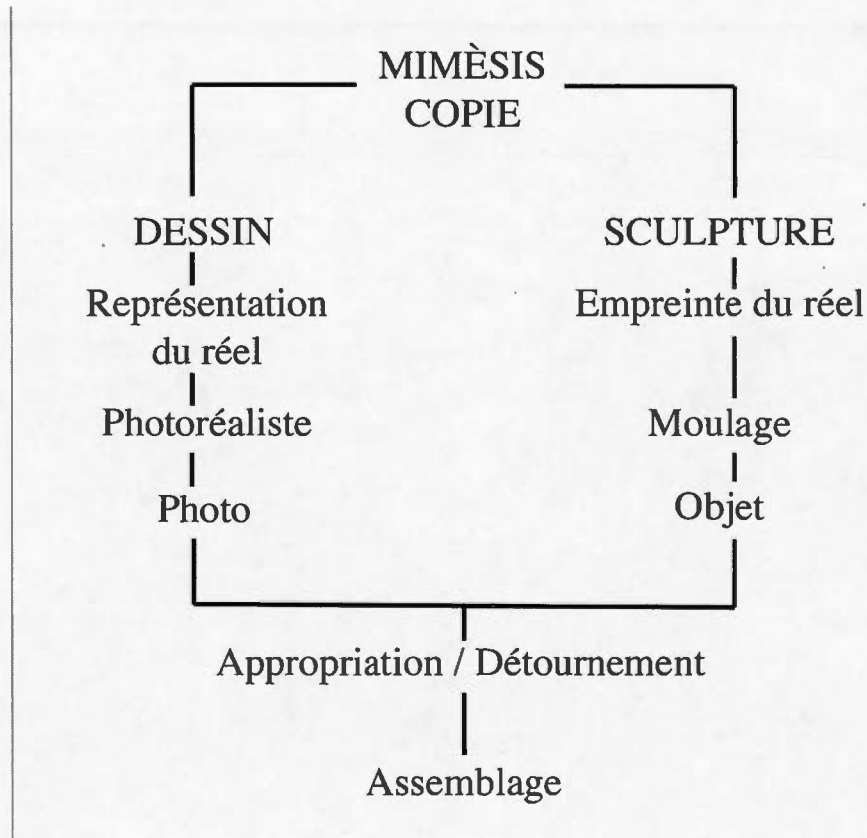 MIMÈSIS
COPIE
DESSIN
Représentation
du réel
Photoréaliste
Photo
SCULPTURE
Empreinte du réel
Moulage
Objet
Appropriation / Détournement
Assemblage